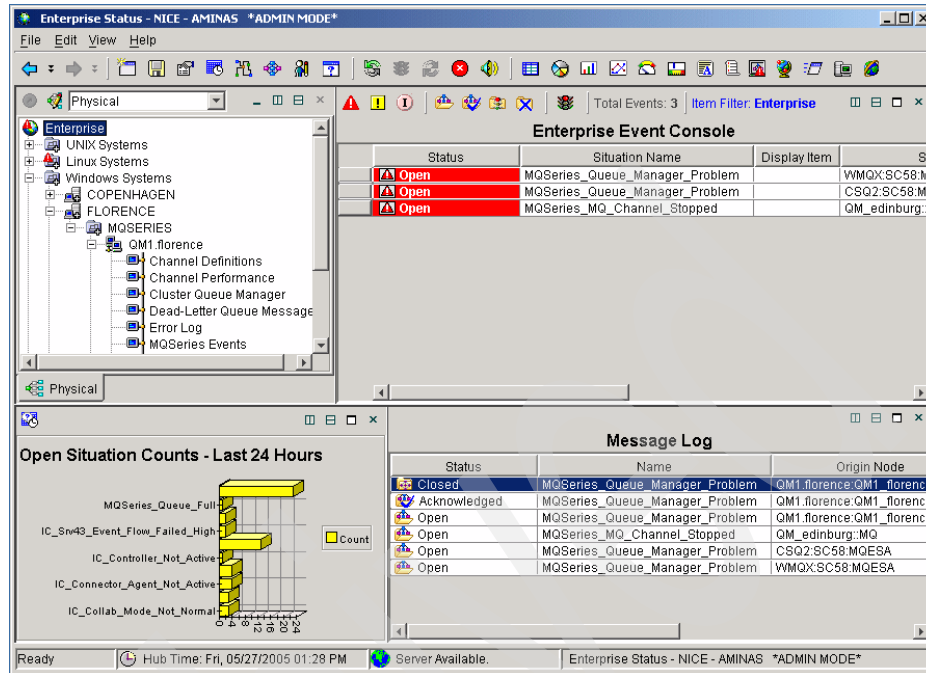 Enterprise Status - NICE - AMINAS *ADMIN MODE*
File Edit View Help
Physical
Enterprise
UNIX Systems
Linux Systems
Windows Systems
COPENHAGEN
FLORENCE
MQSERIES
QM1.florence
Channel Definitions
Channel Performance
Cluster Queue Manager
Dead-Letter Queue Message
Error Log
MQSeries Events
Physical
Total Events: 3 Item Filter: Enterprise
Enterprise Event Console
Status Situation Name Display Item S
Open MQSeries_Queue_Manager_Problem WMQX:SC58:M
Open MQSeries_Queue_Manager_Problem CSQ2:SC58:M
Open MQSeries_MQ_Channel_Stopped QM_edinburg:
Open Situation Counts - Last 24 Hours
MQSeries_Queue_Full
IC_Srv43_Event_Flow_Failed_High
IC_Controller_Not_Active
IC_Connector_Agent_Not_Active
IC_Collab_Mode_Not_Normal
0 4 8 12 16 20 24
Count
Message Log
Status Name Origin Node
Closed MQSeries_Queue_Manager_Problem QM1.florence:QM1_florenc
Acknowledged MQSeries_Queue_Manager_Problem QM1.florence:QM1_florenc
Open MQSeries_Queue_Manager_Problem QM1.florence:QM1_florenc
Open MQSeries_MQ_Channel_Stopped QM_edinburg::MQ
Open MQSeries_Queue_Manager_Problem CSQ2:SC58:MQESA
Open MQSeries_Queue_Manager_Problem WMQX:SC58:MQESA
Ready Hub Time: Fri, 05/27/2005 01:28 PM Server Available. Enterprise Status - NICE - AMINAS *ADMIN MODE*